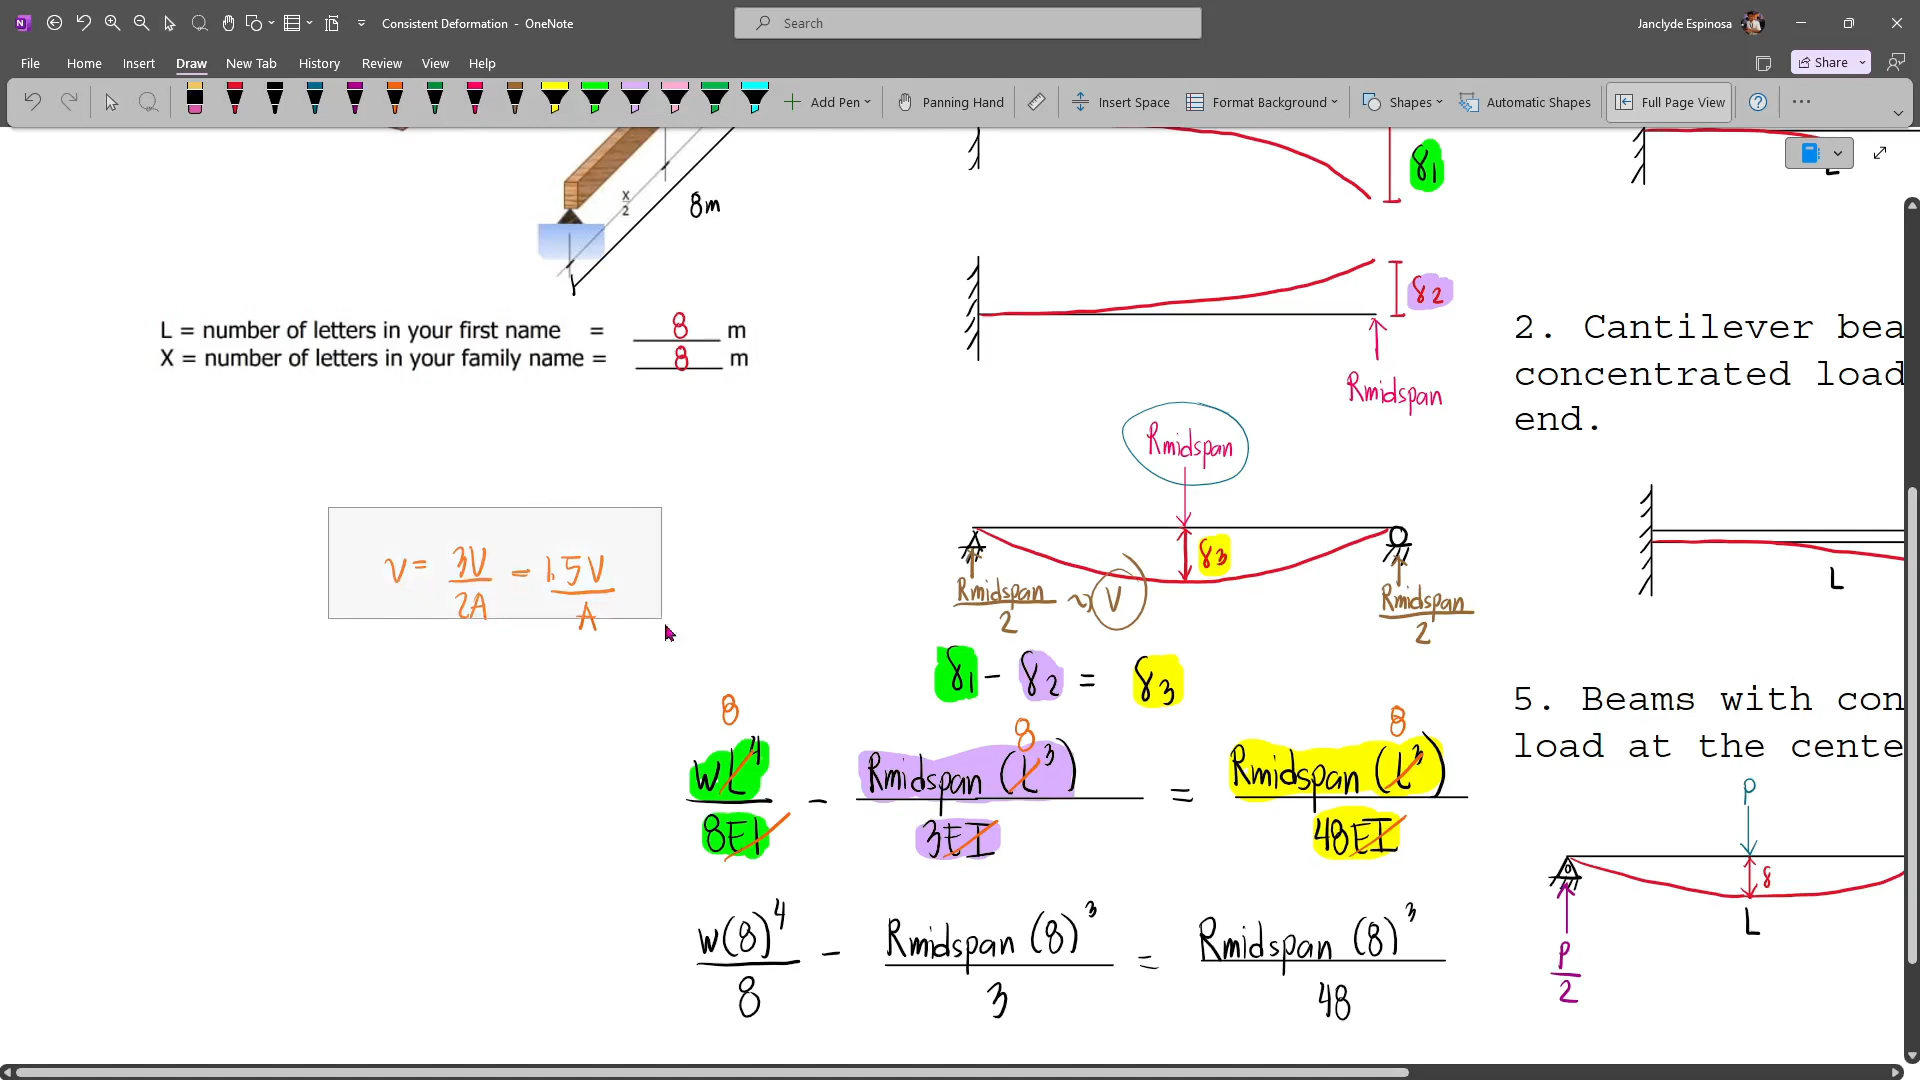 Consistent Deformation - OneNote
Search
Janclyde Espinosa
File Home Insert Draw New Tab History Review View Help
Share
Add Pen
Panning Hand
Insert Space
Format Background
Shapes
Automatic Shapes
Full Page View
X/2
8m
δ1
L
L = number of letters in your first name = 8 m
X = number of letters in your family name = 8 m
δ2
Rmidspan
2. Cantilever bea
concentrated load
end.
Rmidspan
δ3
V = 3V/2A = 1.5V/A
Rmidspan/2 ~ V
Rmidspan/2
L
δ1 - δ2 = δ3
8 8 8
wL^4/8EI - Rmidspan (L^3)/3EI = Rmidspan (L^3)/48EI
w(8)^4/8 - Rmidspan (8)^3/3 = Rmidspan (8)^3/48
5. Beams with con
load at the cente
P
δ
L
P/2